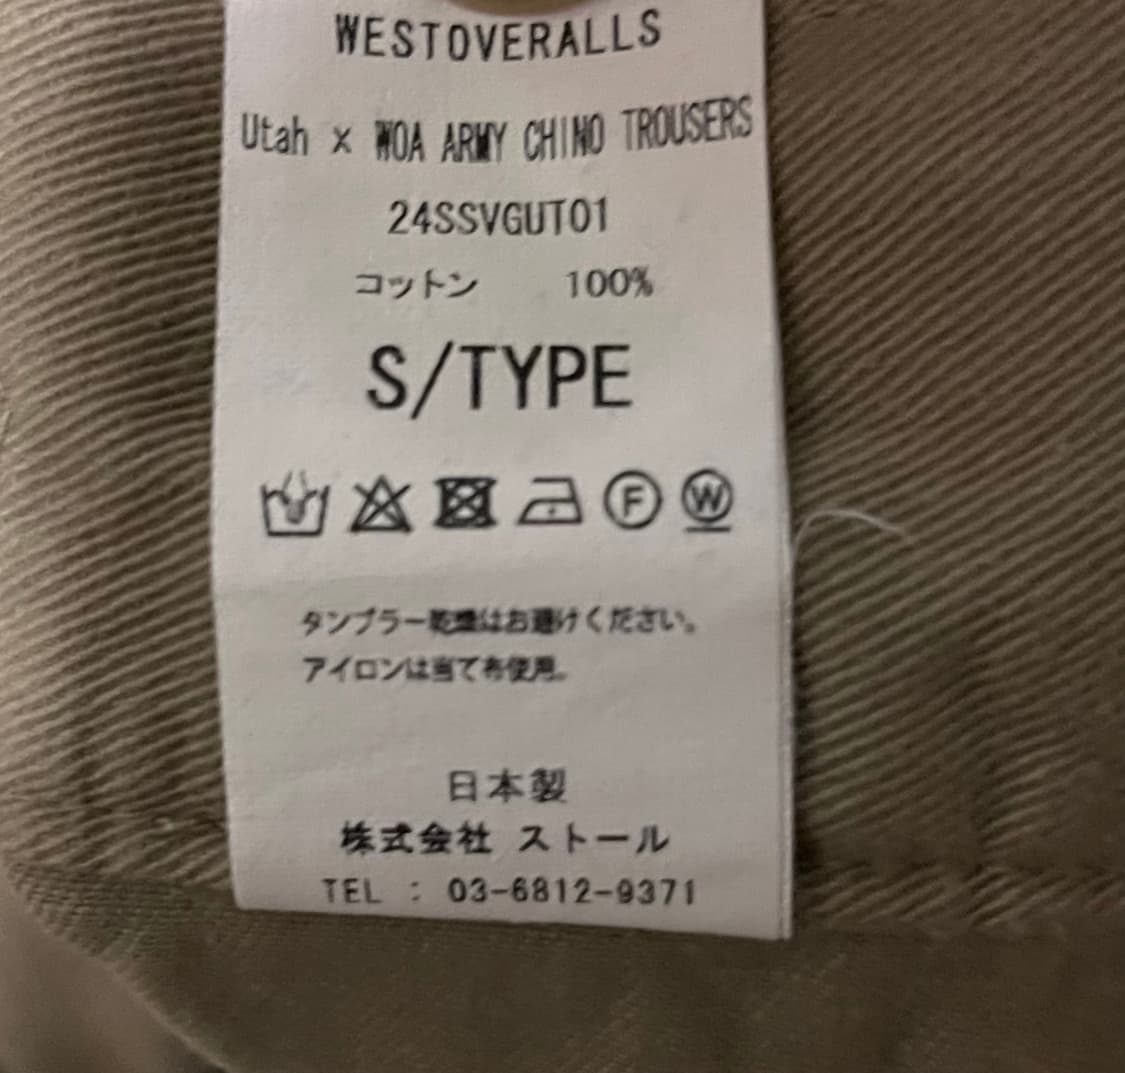 WESTOVERALLS
Utah x WOA ARMY CHINO TROUSERS
24SSVGUT01
コットン 100%
S/TYPE
F W
タンブラー乾燥はお避けください。
アイロンは当て布使用。
日本製
株式会社 ストール
TEL : 03-6812-9371